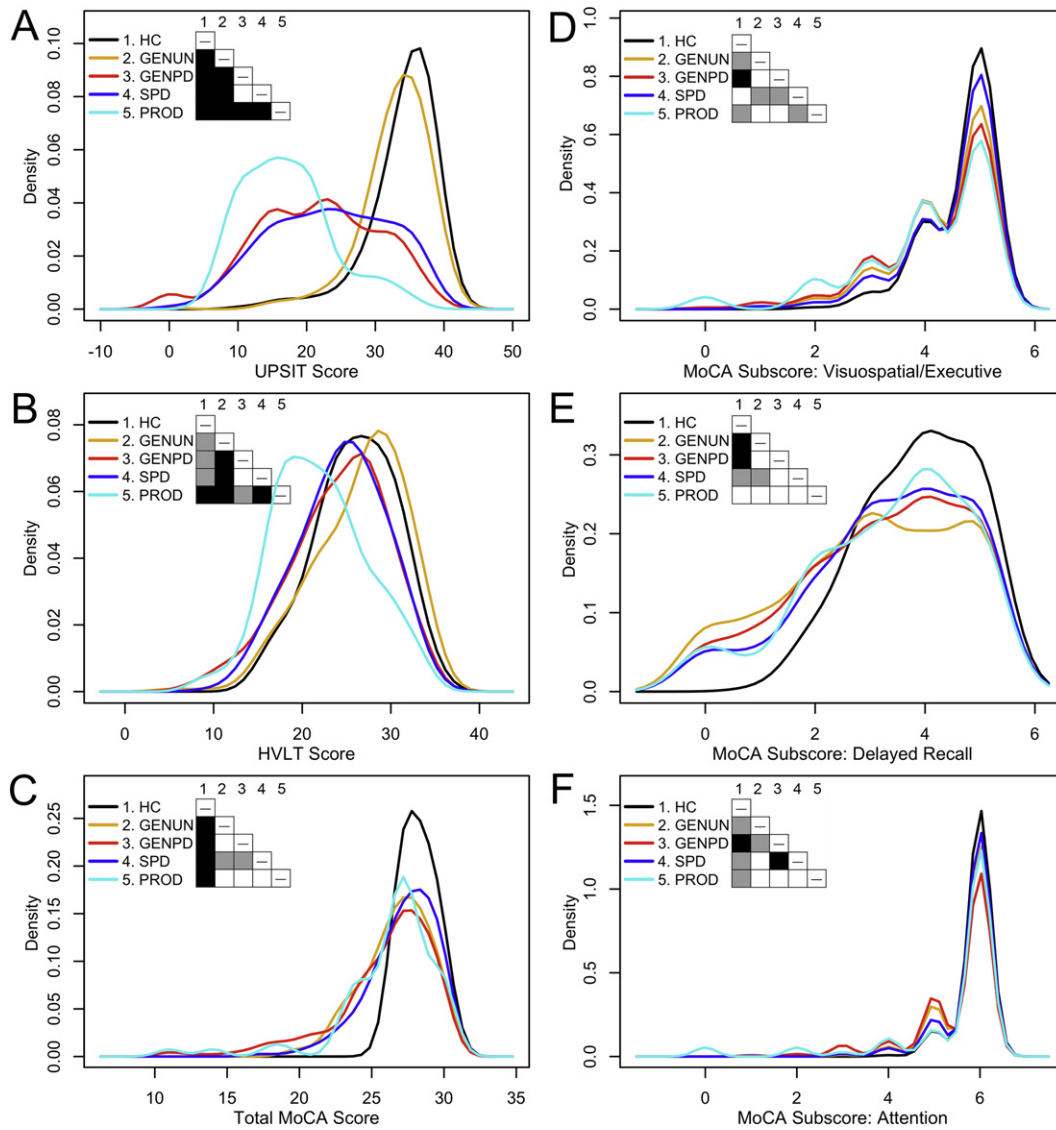 A
1 2 3 4 5
1. HC
2. GENUN
3. GENPD
4. SPD
5. PROD
Density
0.00 0.02 0.04 0.06 0.08 0.10
-10 0 10 20 30 40 50
UPSIT Score
D
1 2 3 4 5
1. HC
2. GENUN
3. GENPD
4. SPD
5. PROD
Density
0.0 0.2 0.4 0.6 0.8 1.0
0 2 4 6
MoCA Subscore: Visuospatial/Executive
B
1 2 3 4 5
1. HC
2. GENUN
3. GENPD
4. SPD
5. PROD
Density
0.00 0.02 0.04 0.06 0.08
0 10 20 30 40
HVLT Score
E
1 2 3 4 5
1. HC
2. GENUN
3. GENPD
4. SPD
5. PROD
Density
0.0 0.1 0.2 0.3
0 2 4 6
MoCA Subscore: Delayed Recall
C
1 2 3 4 5
1. HC
2. GENUN
3. GENPD
4. SPD
5. PROD
Density
0.00 0.05 0.10 0.15 0.20 0.25
10 15 20 25 30 35
Total MoCA Score
F
1 2 3 4 5
1. HC
2. GENUN
3. GENPD
4. SPD
5. PROD
Density
0.0 0.5 1.0 1.5
0 2 4 6
MoCA Subscore: Attention